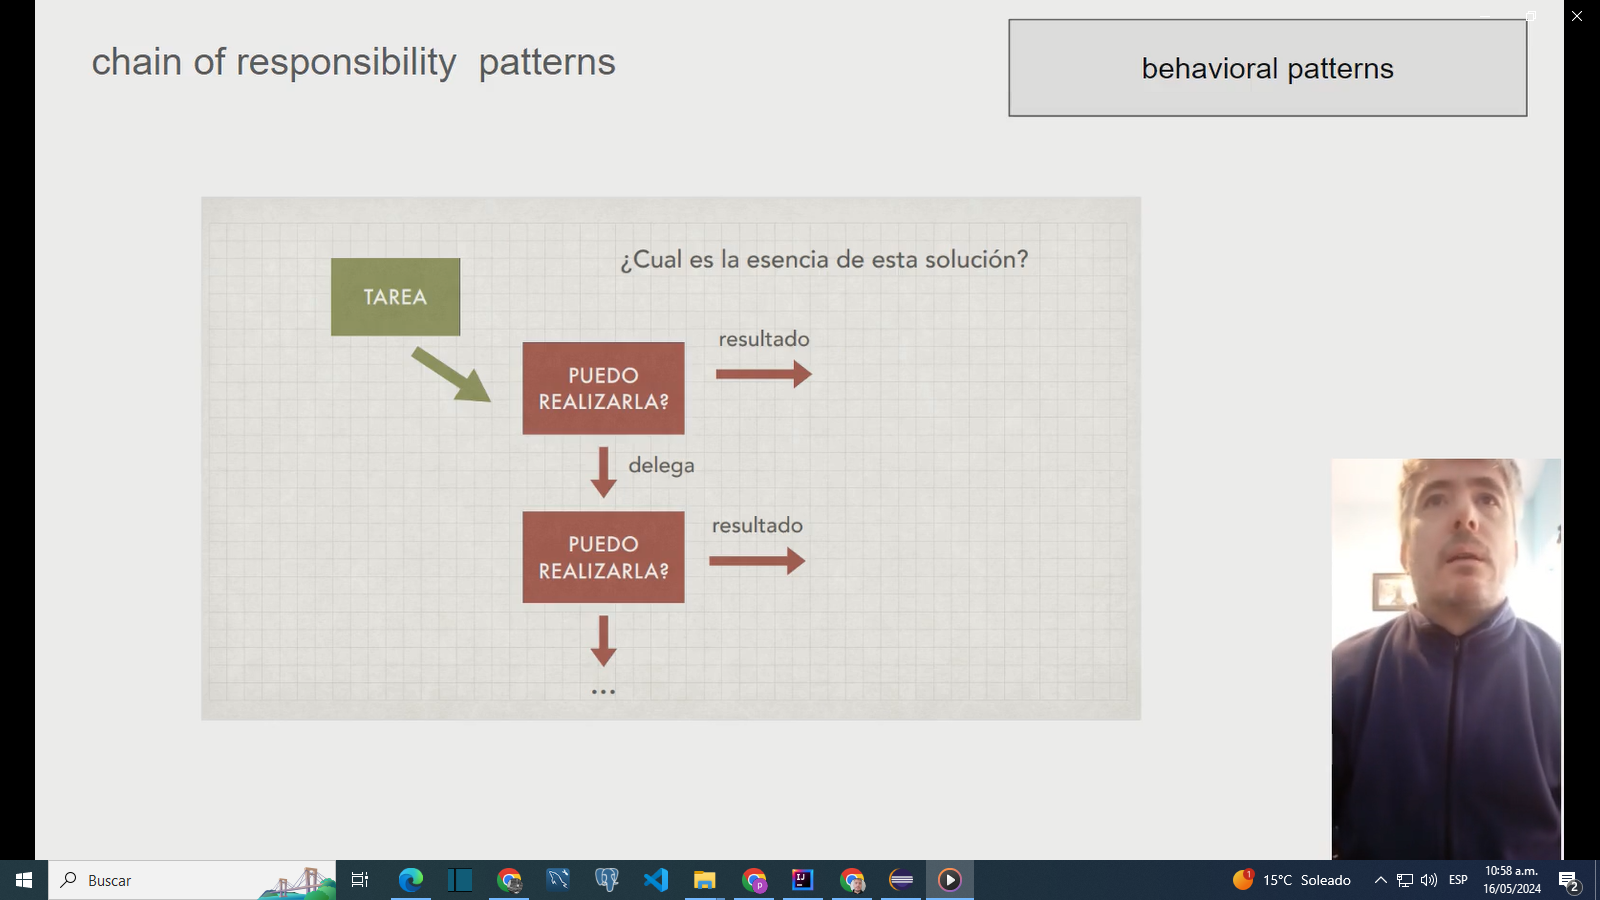 chain of responsibility patterns
behavioral patterns
¿Cual es la esencia de esta solución?
TAREA
resultado
PUEDO
REALIZARLA?
delega
resultado
PUEDO
REALIZARLA?
...
Buscar
1
15°C Soleado
ESP
10:58 a.m.
16/05/2024
2